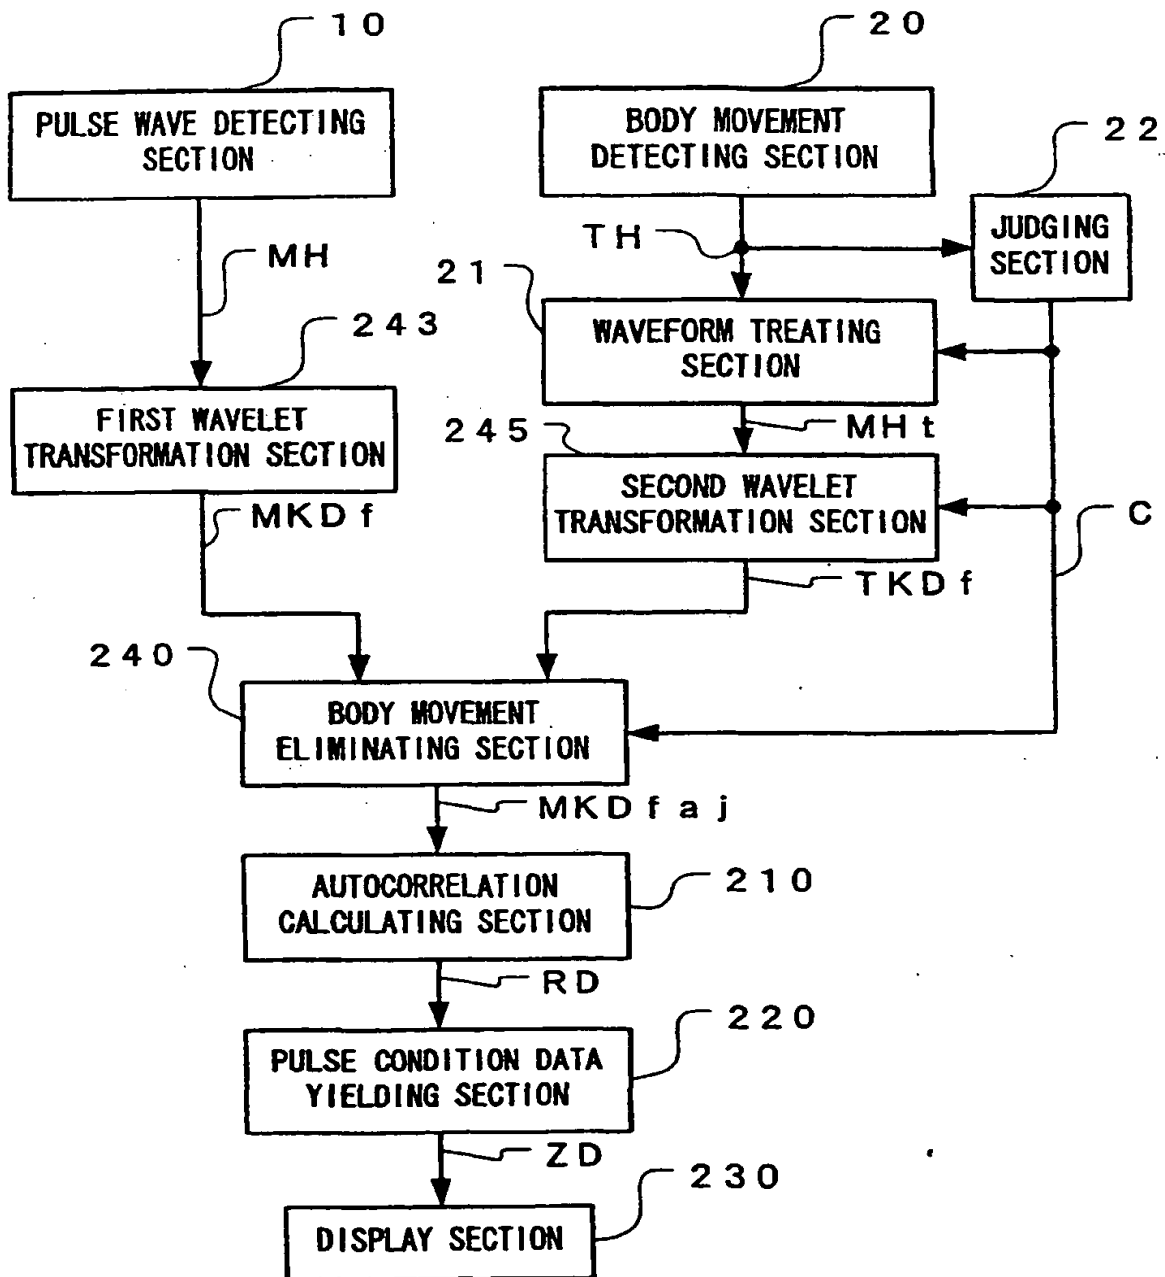 10
20
PULSE WAVE DETECTING
SECTION
BODY MOVEMENT
DETECTING SECTION
22
TH
JUDGING
SECTION
MH
21
WAVEFORM TREATING
SECTION
243
FIRST WAVELET
TRANSFORMATION SECTION
MHt
245
SECOND WAVELET
TRANSFORMATION SECTION
MKDf
C
TKDf
240
BODY MOVEMENT
ELIMINATING SECTION
MKDfaj
AUTOCORRELATION
CALCULATING SECTION
210
RD
PULSE CONDITION DATA
YIELDING SECTION
220
ZD
230
DISPLAY SECTION